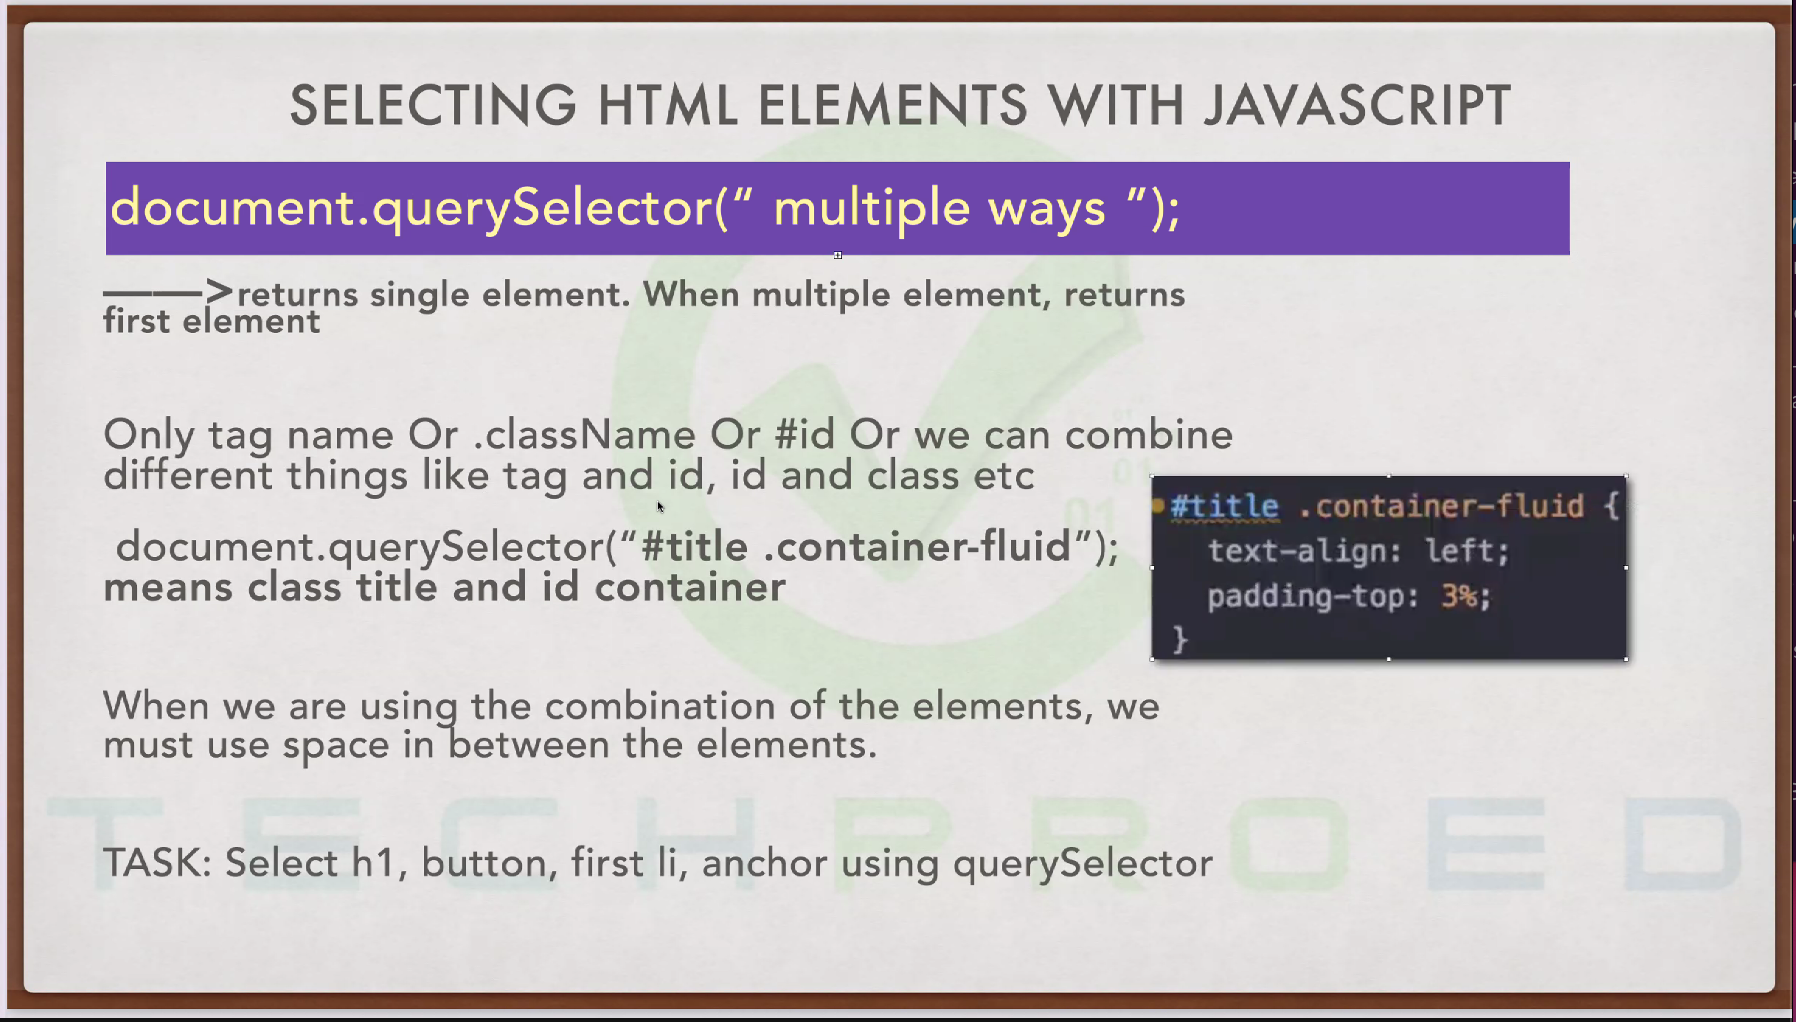 SELECTING HTML ELEMENTS WITH JAVASCRIPT
document.querySelector(“ multiple ways ”);
———>returns single element. When multiple element, returns
first element
Only tag name Or .className Or #id Or we can combine
different things like tag and id, id and class etc
document.querySelector(“#title .container-fluid”);
means class title and id container
#title .container-fluid {
text-align: left;
padding-top: 3%;
}
When we are using the combination of the elements, we
must use space in between the elements.
TECHPROED
TASK: Select h1, button, first li, anchor using querySelector